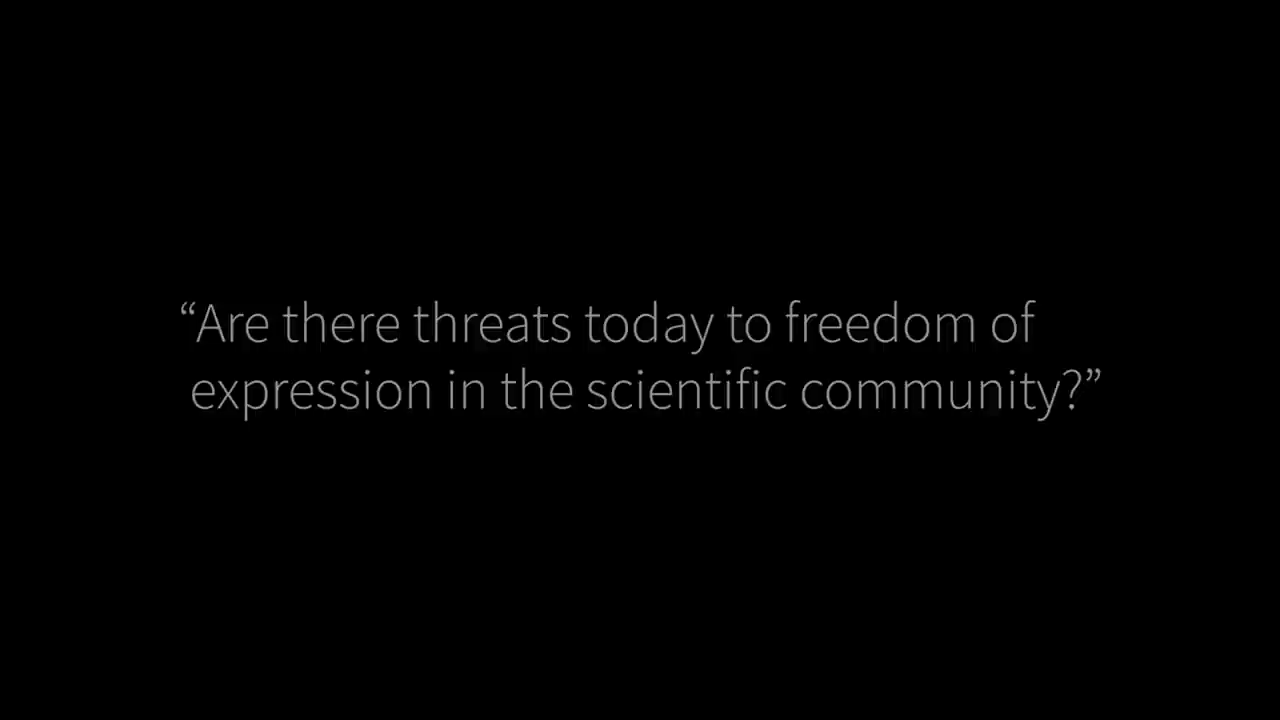 “Are there threats today to freedom of
expression in the scientific community?”